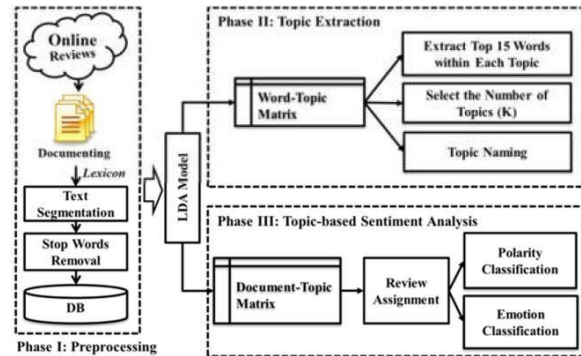 Online
Reviews
Documenting
Lexicon
Text
Segmentation
Stop Words
Removal
DB
Phase I: Preprocessing
LDA Model
Phase II: Topic Extraction
Word-Topic
Matrix
Extract Top 15 Words
within Each Topic
Select the Number of
Topics (K)
Topic Naming
Phase III: Topic-based Sentiment Analysis
Document-Topic
Matrix
Review
Assignment
Polarity
Classification
Emotion
Classification